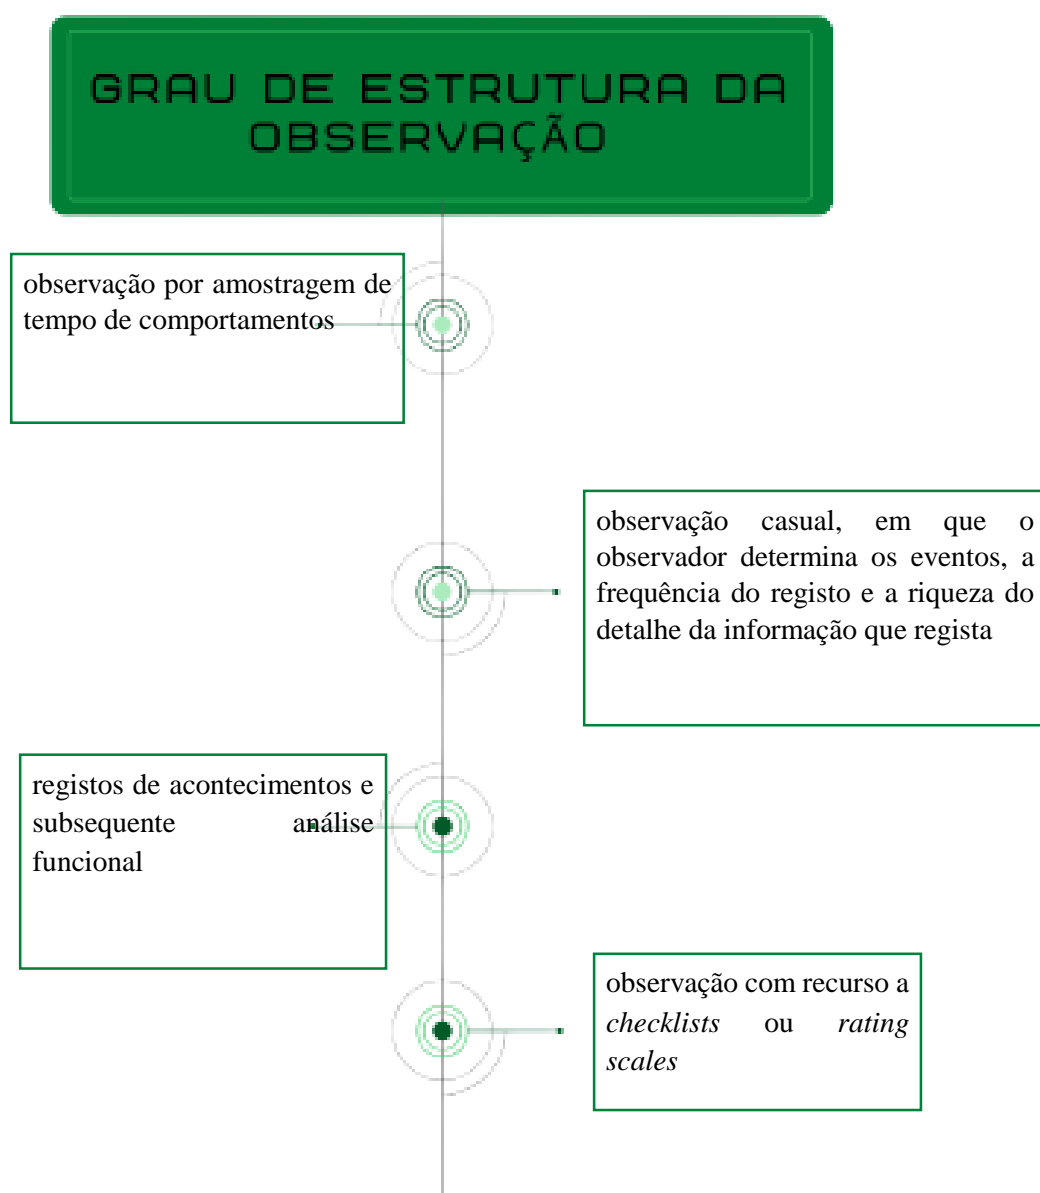 GRAU DE ESTRUTURA DA
OBSERVAÇÃO
observação por amostragem de
tempo de comportamentos
observação casual, em que o
observador determina os eventos, a
frequência do registo e a riqueza do
detalhe da informação que regista
registos de acontecimentos e
subsequente análise
funcional
observação com recurso a
checklists ou rating
scales